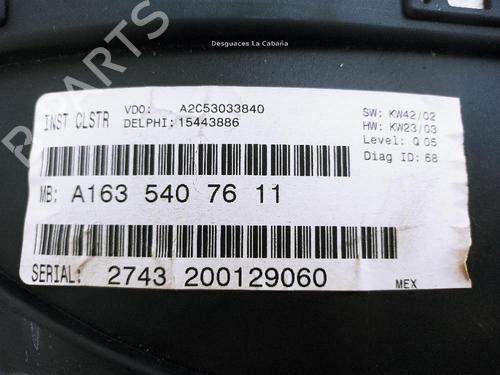 Desguaces La Cabaña
B PARTS
INST CLSTR
VDO: A2C53033840
DELPHI: 15443886
SW: KW42/02
HW: KW23/03
Level: Q 05
Diag ID: 68
MB: A163 540 76 11
SERIAL: 2743 200129060
MEX